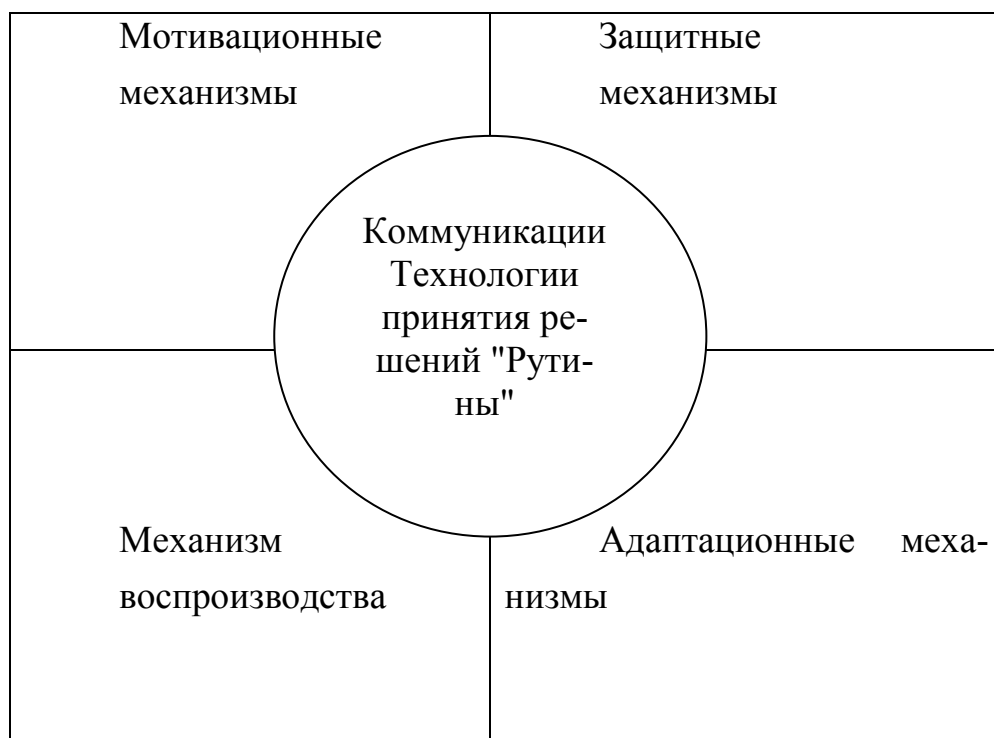 Мотивационные
механизмы
Защитные
механизмы
Коммуникации
Технологии
принятия ре-
шений "Рути-
ны"
Механизм
воспроизводства
Адаптационные меха-
низмы